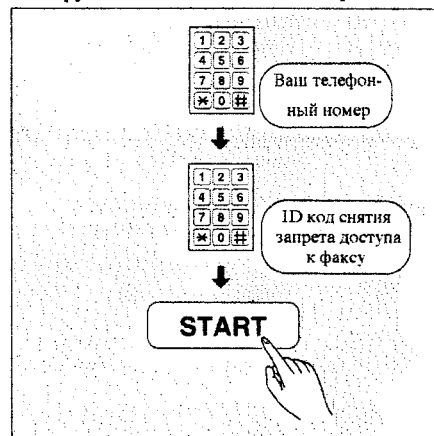 1 2 3
4 5 6
7 8 9
* 0 #
Ваш телефон-
ный номер
1 2 3
4 5 6
7 8 9
* 0 #
ID код снятия
запрета доступа
к факсу
START